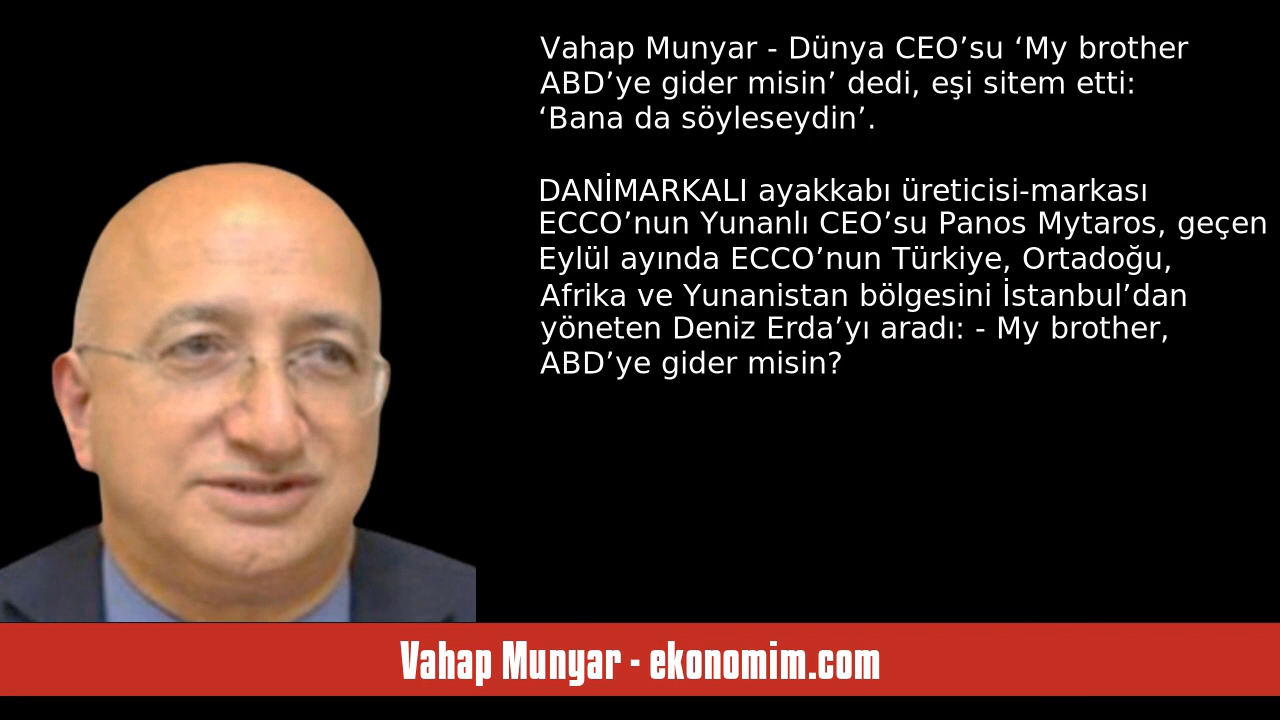 Vahap Munyar - Dünya CEO’su ‘My brother
ABD’ye gider misin’ dedi, eşi sitem etti:
‘Bana da söyleseydin’.
DANİMARKALI ayakkabı üreticisi-markası
ECCO’nun Yunanlı CEO’su Panos Mytaros, geçen
Eylül ayında ECCO’nun Türkiye, Ortadoğu,
Afrika ve Yunanistan bölgesini İstanbul’dan
yöneten Deniz Erda’yı aradı: - My brother,
ABD’ye gider misin?
Vahap Munyar - ekonomim.com